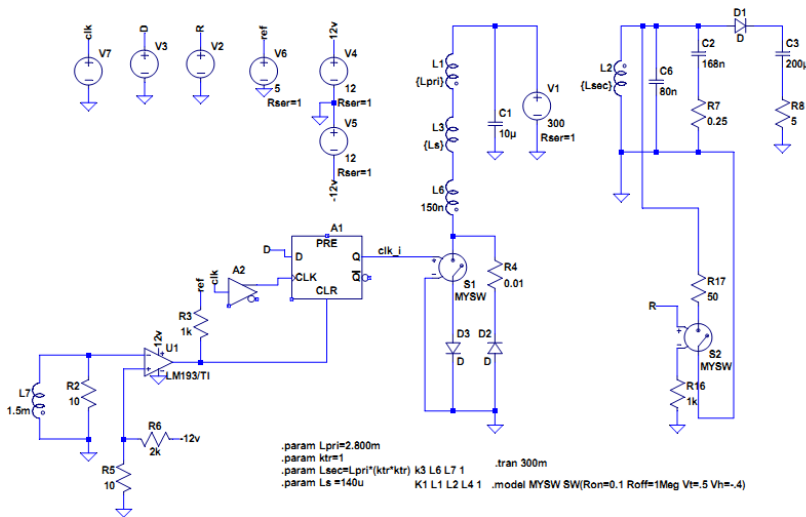 clk
V7
D
V3
R
V2
ref
V6
5
Rser=1
12v
V4
12
Rser=1
V5
12
Rser=1
-12v
L1
{Lpri}
L3
{Ls}
L6
150n
C1
10µ
V1
300
Rser=1
L2
{Lsec}
C6
80n
C2
168n
R7
0.25
D1
D
C3
200µ
R8
5
A1
PRE
D
D
Q
clk_i
CLK
Q
CLR
A2
clk
ref
R3
1k
12v
U1
LM193/TI
L7
1.5m
R2
10
R6
2k
-12v
R5
10
S1
MYSW
R4
0.01
D3
D
D2
D
R17
50
R
S2
MYSW
R16
1k
.param Lpri=2.800m
.param ktr=1
.param Lsec=Lpri*(ktr*ktr) k3 L6 L7 1
.tran 300m
.param Ls =140u
K1 L1 L2 L4 1
.model MYSW SW(Ron=0.1 Roff=1Meg Vt=.5 Vh=-.4)